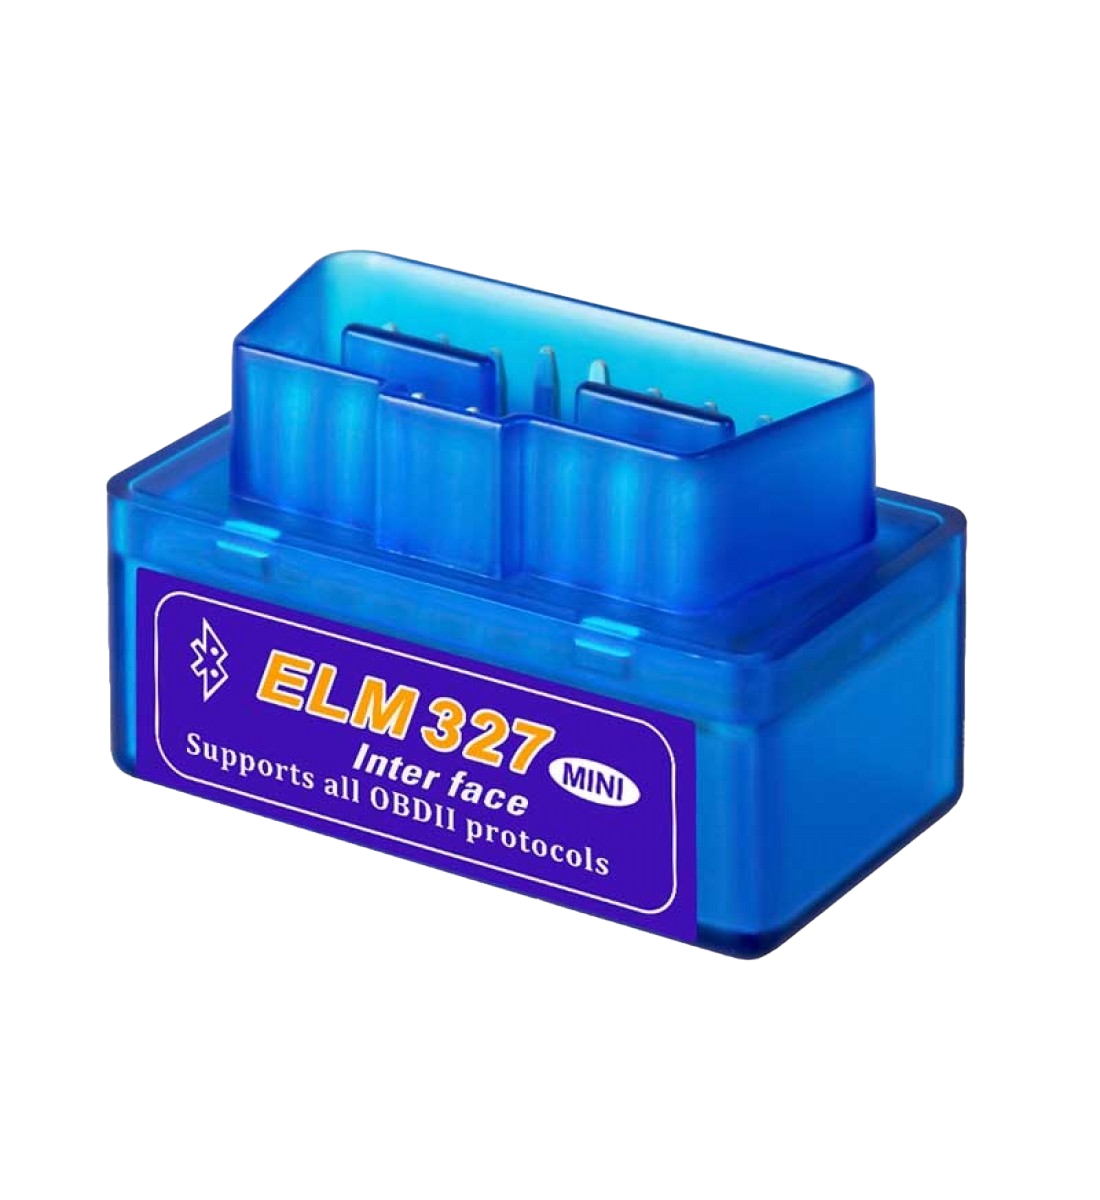 ELM 327
Inter face
MINI
Supports all OBDII protocols